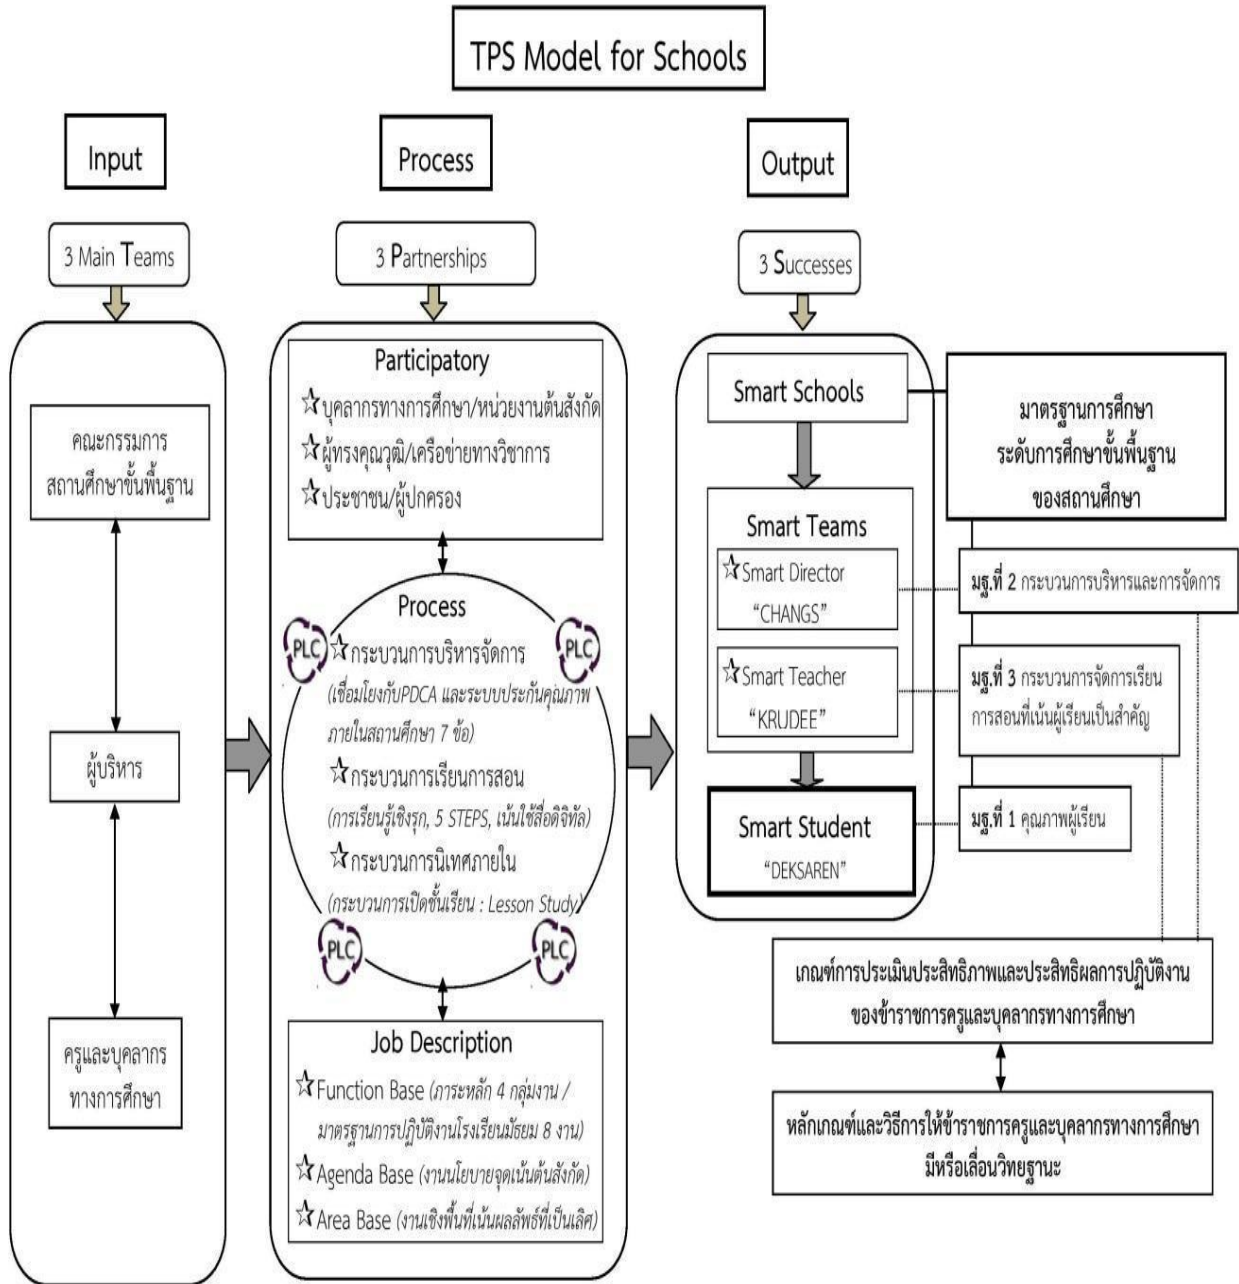 TPS Model for Schools
Input
Process
Output
3 Main Teams
3 Partnerships
3 Successes
คณะกรรมการ
สถานศึกษาขั้นพื้นฐาน
ผู้บริหาร
ครูและบุคลากร
ทางการศึกษา
Participatory
☆บุคลากรทางการศึกษา/หน่วยงานต้นสังกัด
☆ผู้ทรงคุณวุฒิ/เครือข่ายทางวิชาการ
☆ประชาชน/ผู้ปกครอง
Process
PLC
PLC
☆กระบวนการบริหารจัดการ
(เชื่อมโยงกับPDCA และระบบประกันคุณภาพ
ภายในสถานศึกษา 7 ข้อ)
☆กระบวนการเรียนการสอน
(การเรียนรู้เชิงรุก, 5 STEPS, เน้นใช้สื่อดิจิทัล)
☆กระบวนการนิเทศภายใน
(กระบวนการเปิดชั้นเรียน : Lesson Study)
PLC
PLC
Job Description
☆Function Base (ภาระหลัก 4 กลุ่มงาน /
มาตรฐานการปฏิบัติงานโรงเรียนมัธยม 8 งาน)
☆Agenda Base (งานนโยบายจุดเน้นต้นสังกัด)
☆Area Base (งานเชิงพื้นที่เน้นผลลัพธ์ที่เป็นเลิศ)
Smart Schools
Smart Teams
☆Smart Director
"CHANGS"
☆Smart Teacher
"KRUDEE"
Smart Student
"DEKSAREN"
มาตรฐานการศึกษา
ระดับการศึกษาขั้นพื้นฐาน
ของสถานศึกษา
มฐ.ที่ 2 กระบวนการบริหารและการจัดการ
มฐ.ที่ 3 กระบวนการจัดการเรียน
การสอนที่เน้นผู้เรียนเป็นสำคัญ
มฐ.ที่ 1 คุณภาพผู้เรียน
เกณฑ์การประเมินประสิทธิภาพและประสิทธิผลการปฏิบัติงาน
ของข้าราชการครูและบุคลากรทางการศึกษา
หลักเกณฑ์และวิธีการให้ข้าราชการครูและบุคลากรทางการศึกษา
มีหรือเลื่อนวิทยฐานะ